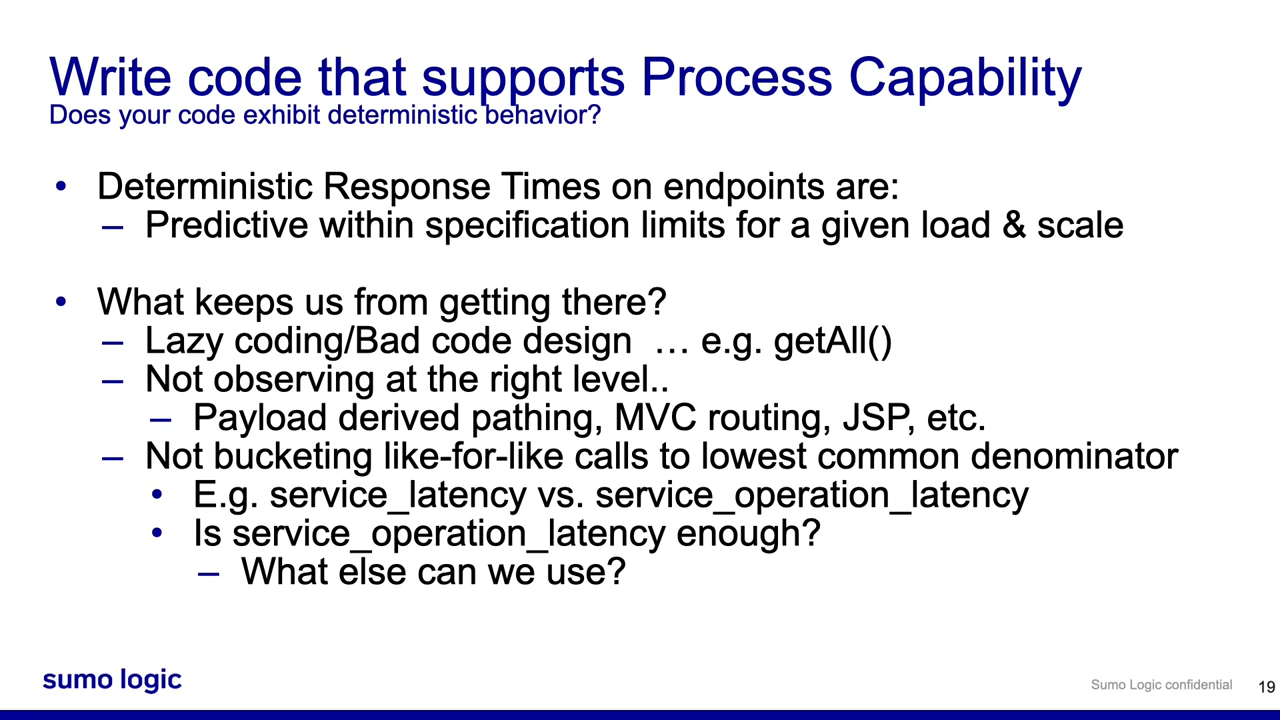 Write code that supports Process Capability
Does your code exhibit deterministic behavior?
• Deterministic Response Times on endpoints are:
– Predictive within specification limits for a given load & scale
• What keeps us from getting there?
– Lazy coding/Bad code design … e.g. getAll()
– Not observing at the right level..
– Payload derived pathing, MVC routing, JSP, etc.
– Not bucketing like-for-like calls to lowest common denominator
• E.g. service_latency vs. service_operation_latency
• Is service_operation_latency enough?
– What else can we use?
sumo logic
Sumo Logic confidential
19